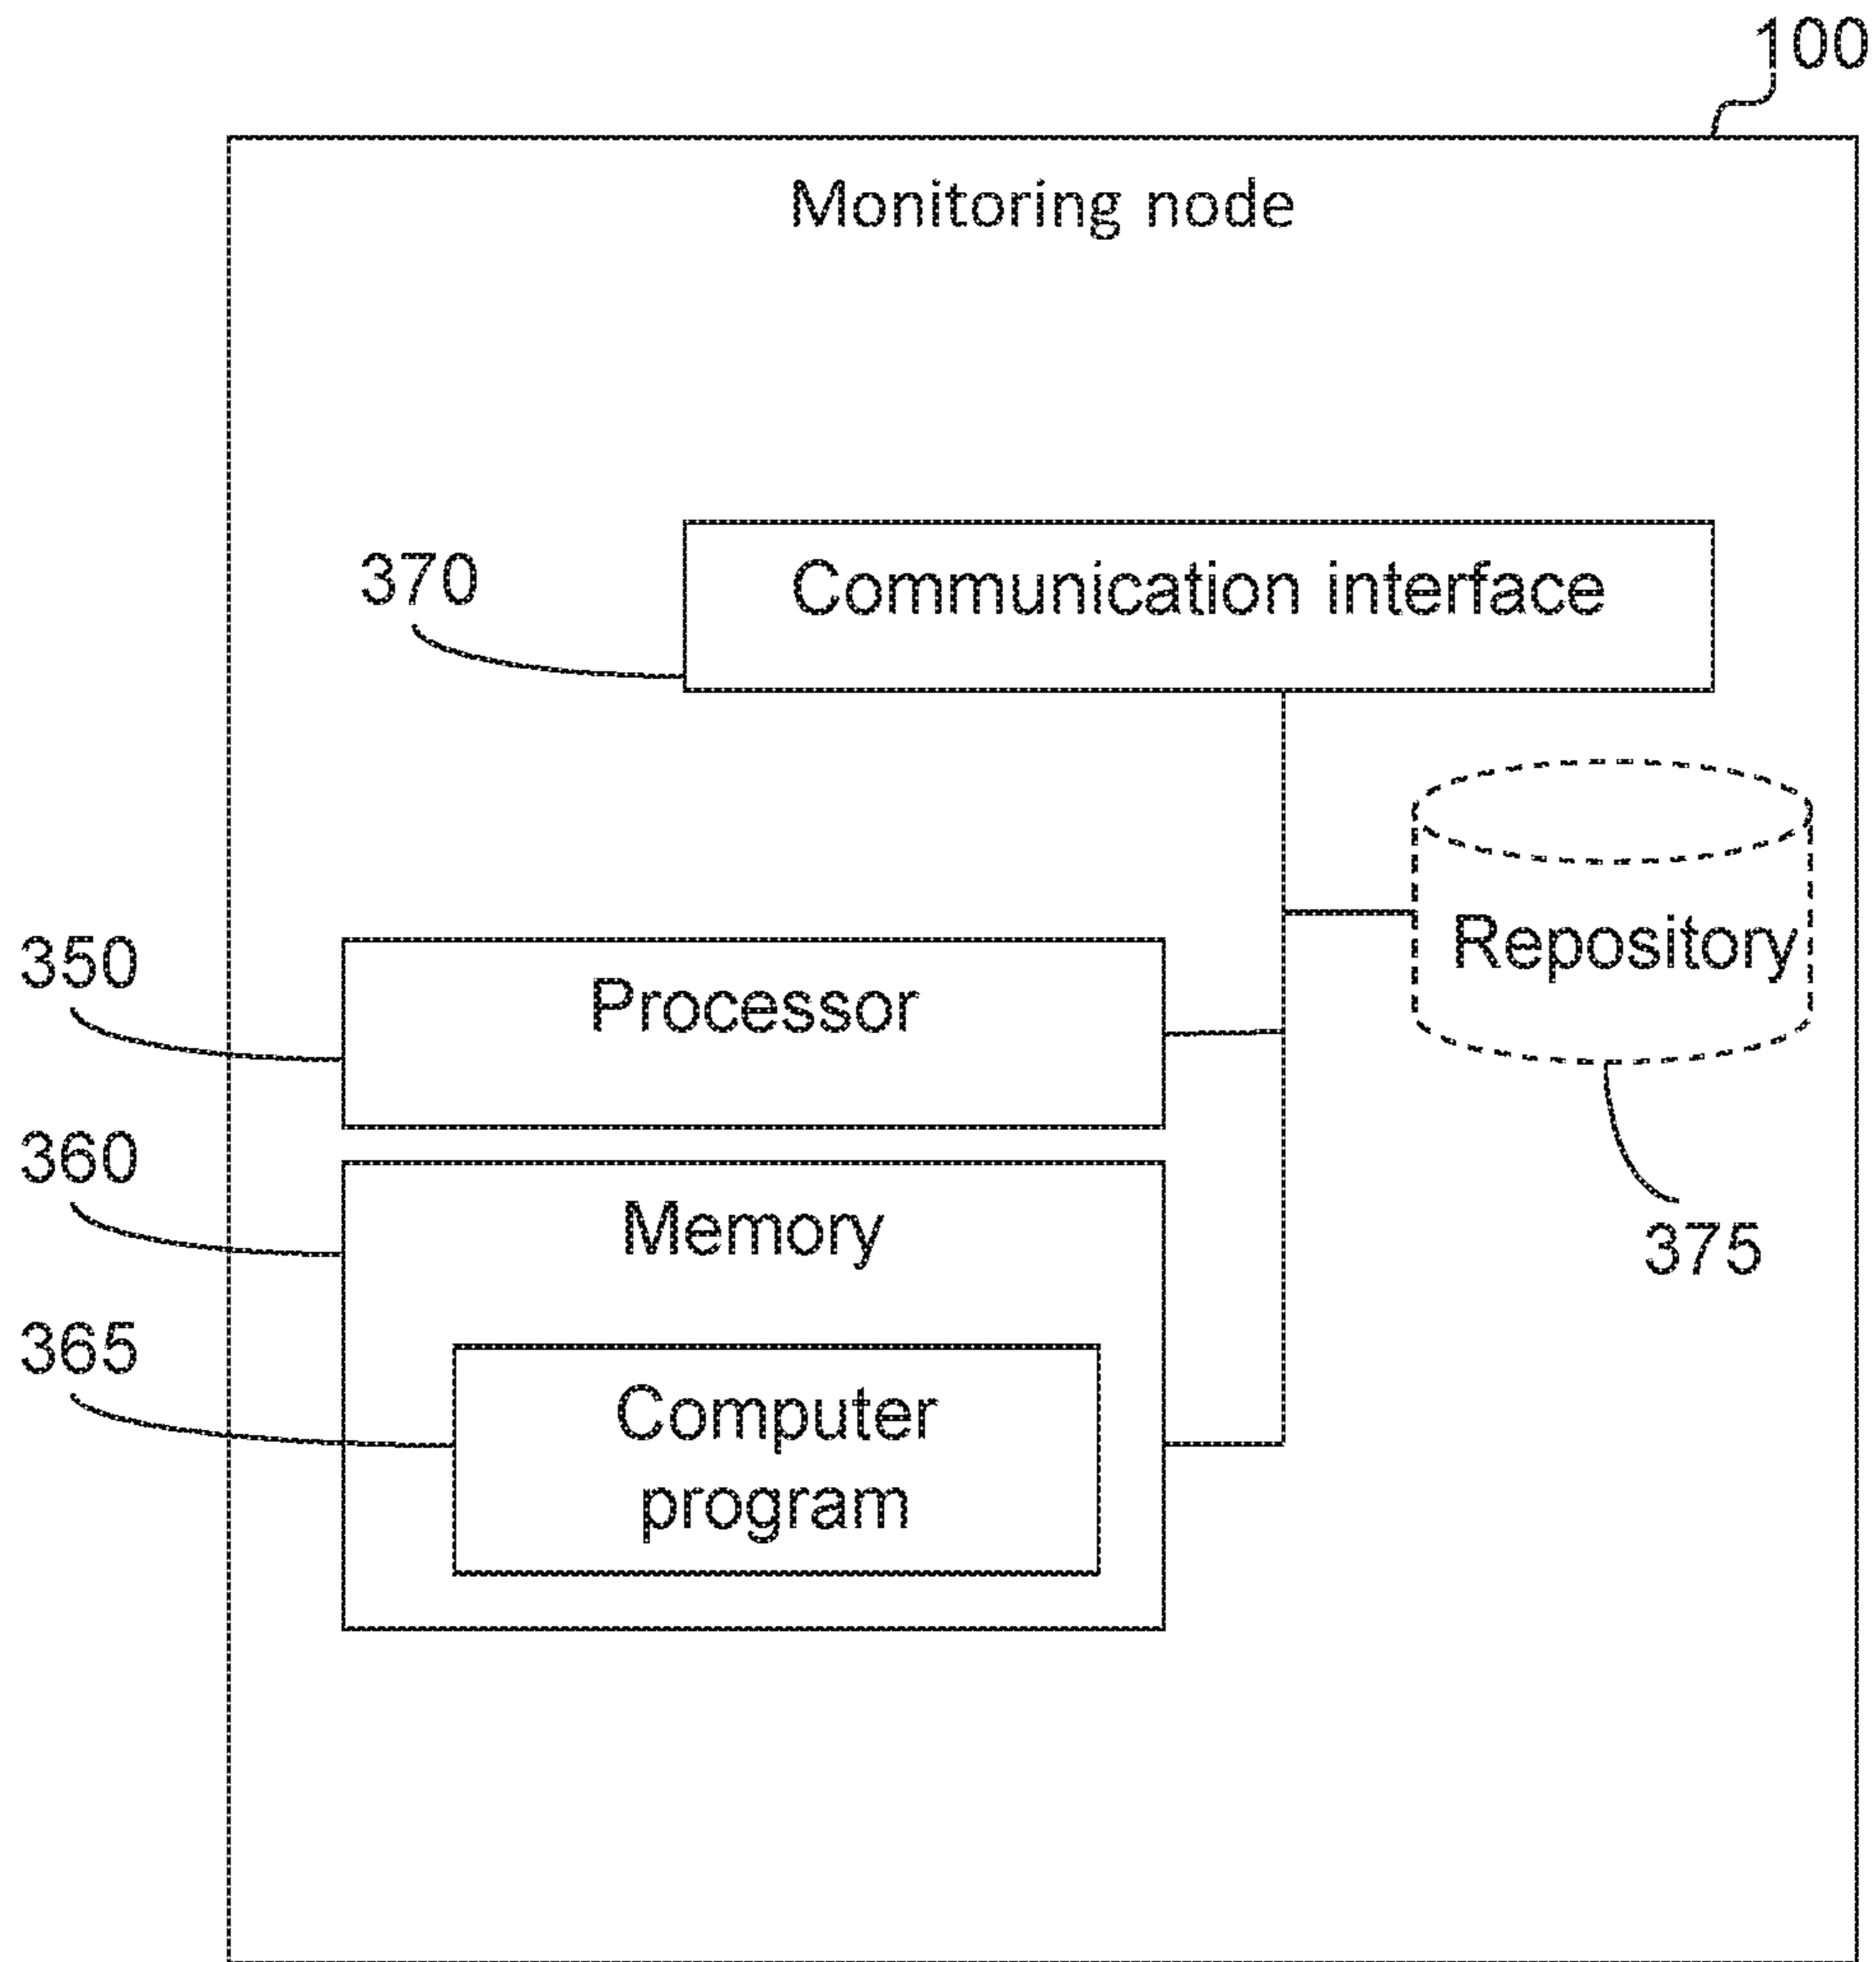 100
Monitoring node
370
Communication interface
350
Processor
Repository
360
Memory
375
365
Computer
program